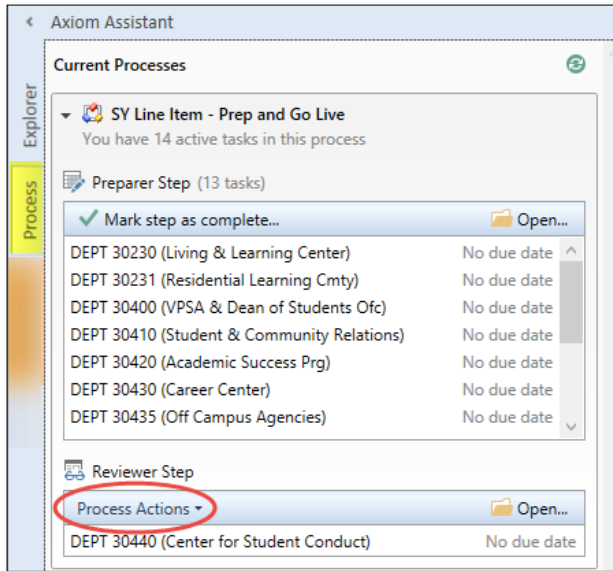 Axiom Assistant
Explorer
Process
Current Processes
SY Line Item - Prep and Go Live
You have 14 active tasks in this process
Preparer Step (13 tasks)
Mark step as complete... Open...
DEPT 30230 (Living & Learning Center) No due date
DEPT 30231 (Residential Learning Cmty) No due date
DEPT 30400 (VPSA & Dean of Students Ofc) No due date
DEPT 30410 (Student & Community Relations) No due date
DEPT 30420 (Academic Success Prg) No due date
DEPT 30430 (Career Center) No due date
DEPT 30435 (Off Campus Agencies) No due date
Reviewer Step
Process Actions Open...
DEPT 30440 (Center for Student Conduct) No due date